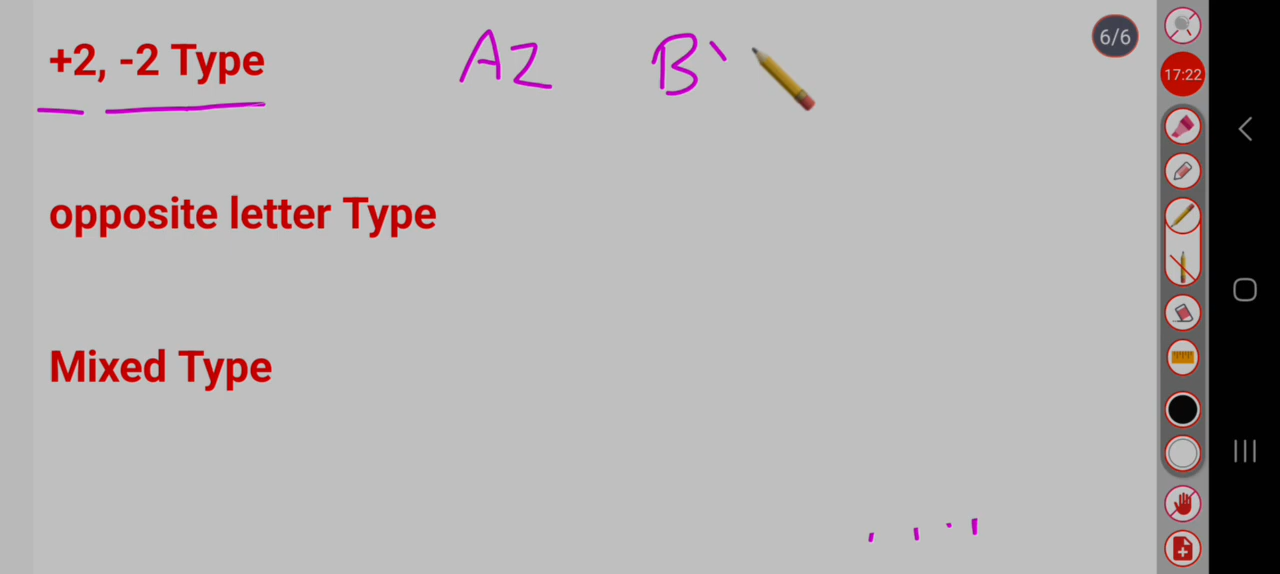 +2, -2 Type AZ B
6/6
17:22
opposite letter Type
Mixed Type